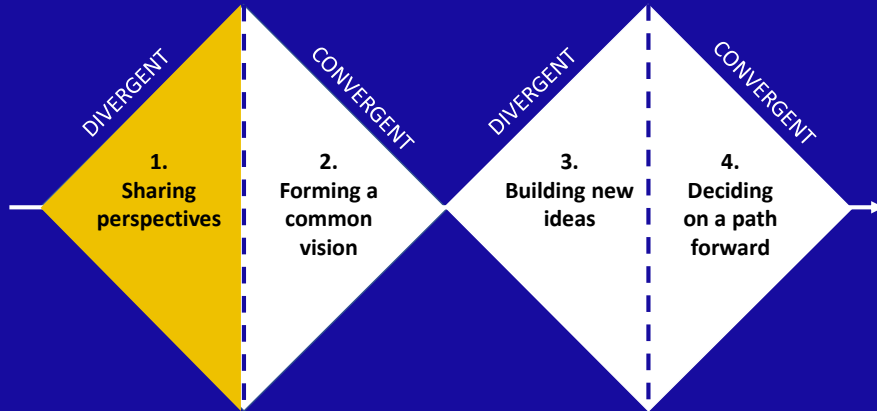 DIVERGENT
1.
Sharing
perspectives
CONVERGENT
2.
Forming a
common
vision
DIVERGENT
3.
Building new
ideas
CONVERGENT
4.
Deciding
on a path
forward